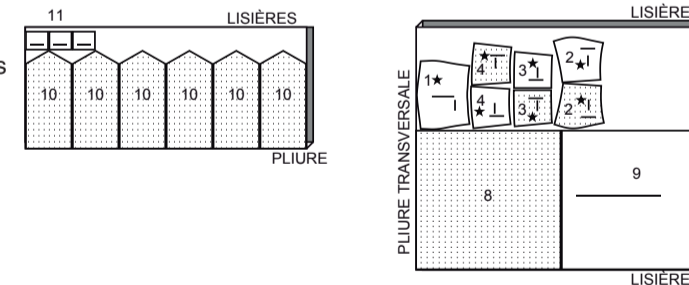 11
LISIÈRES
S
10 10 10 10 10 10
PLIURE
LISIÈRE
PLIURE TRANSVERSALE
1 4 3 2
4 3 2
8
9
LISIÈRE